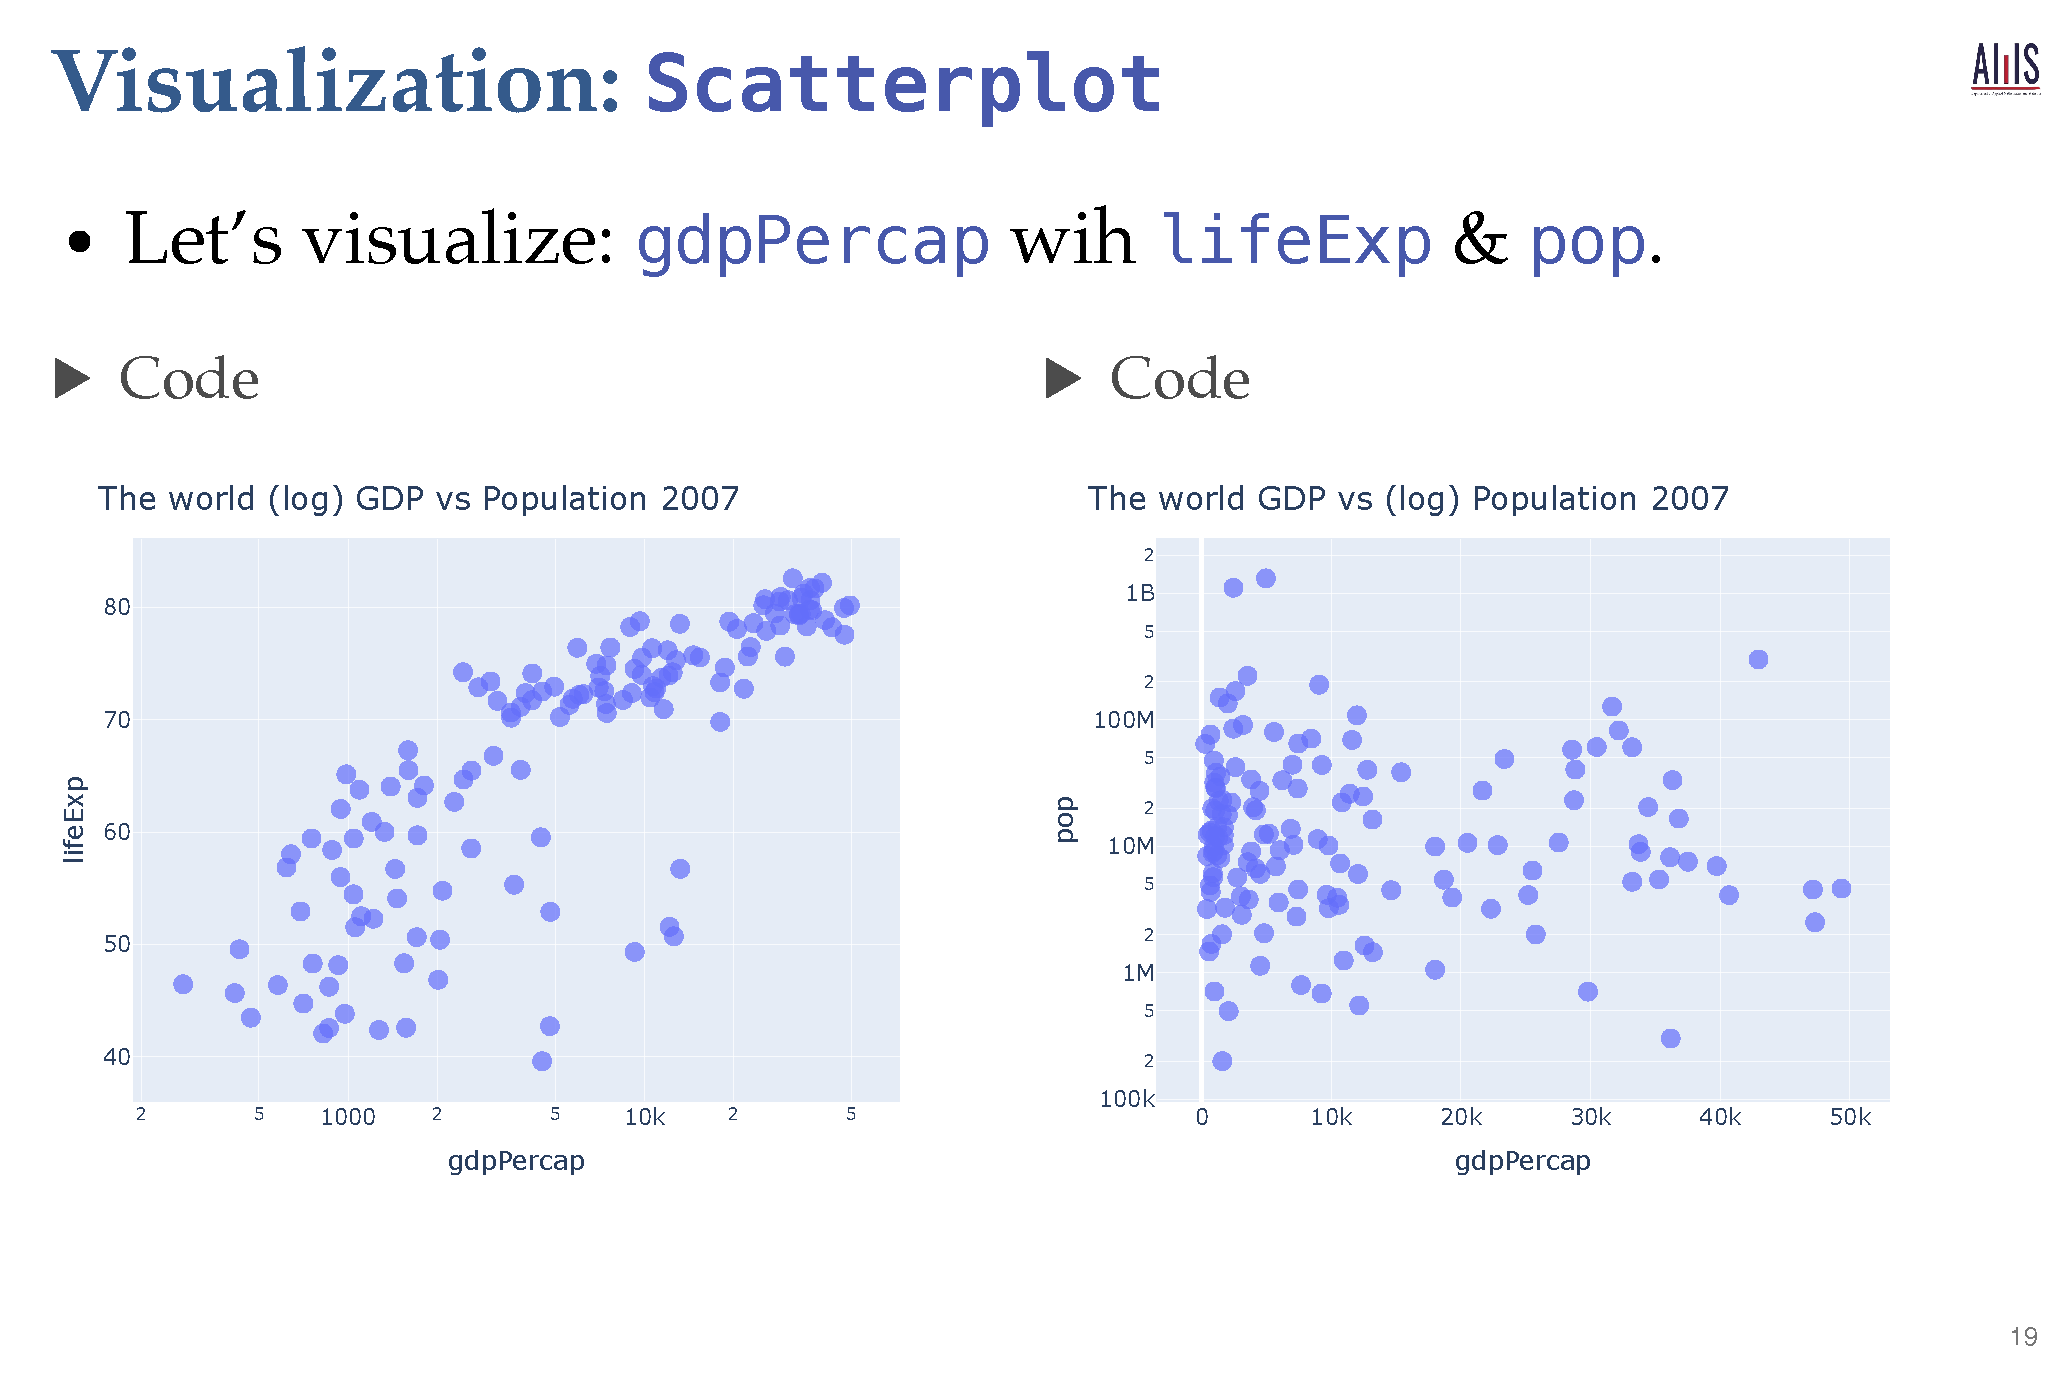 Visualization: Scatterplot
AMS
• Let’s visualize: gdpPercap wih lifeExp & pop.
▶ Code
▶ Code
The world (log) GDP vs Population 2007
80
70
60
50
40
lifeExp
2 5 1000 2 5 10k 2 5
gdpPercap
The world GDP vs (log) Population 2007
2
1B
5
2
100M
5
2
10M
5
2
1M
5
2
100k
pop
0 10k 20k 30k 40k 50k
gdpPercap
19